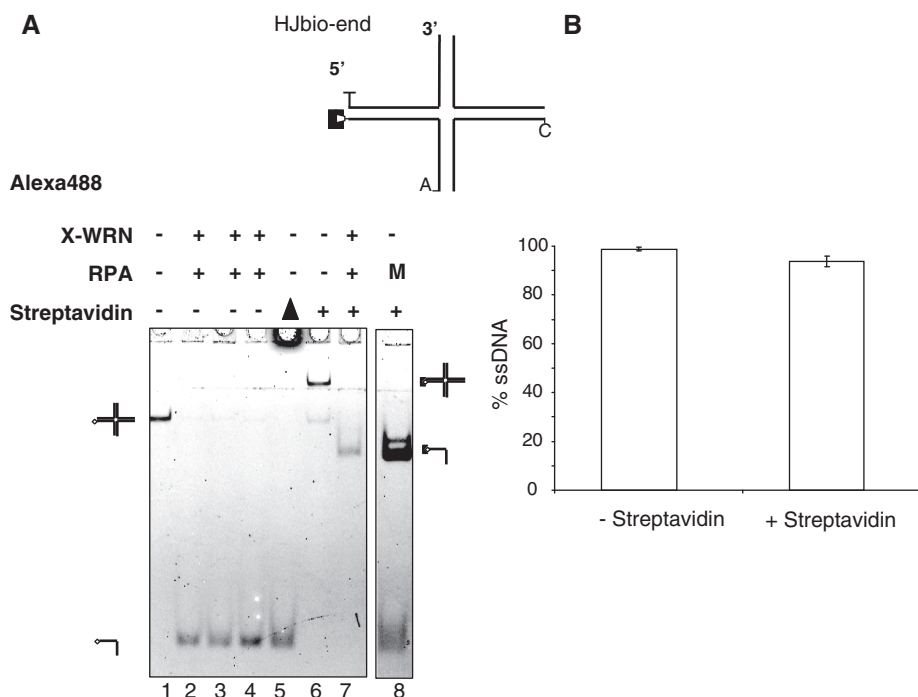 A
B
HJbio-end
3'
5'
T
C
A
Alexa488
X-WRN - + + + - - + -
RPA - + + + - - + M
Streptavidin - - - - + + +
1 2 3 4 5 6 7 8
% ssDNA
100
80
60
40
20
0
- Streptavidin
+ Streptavidin